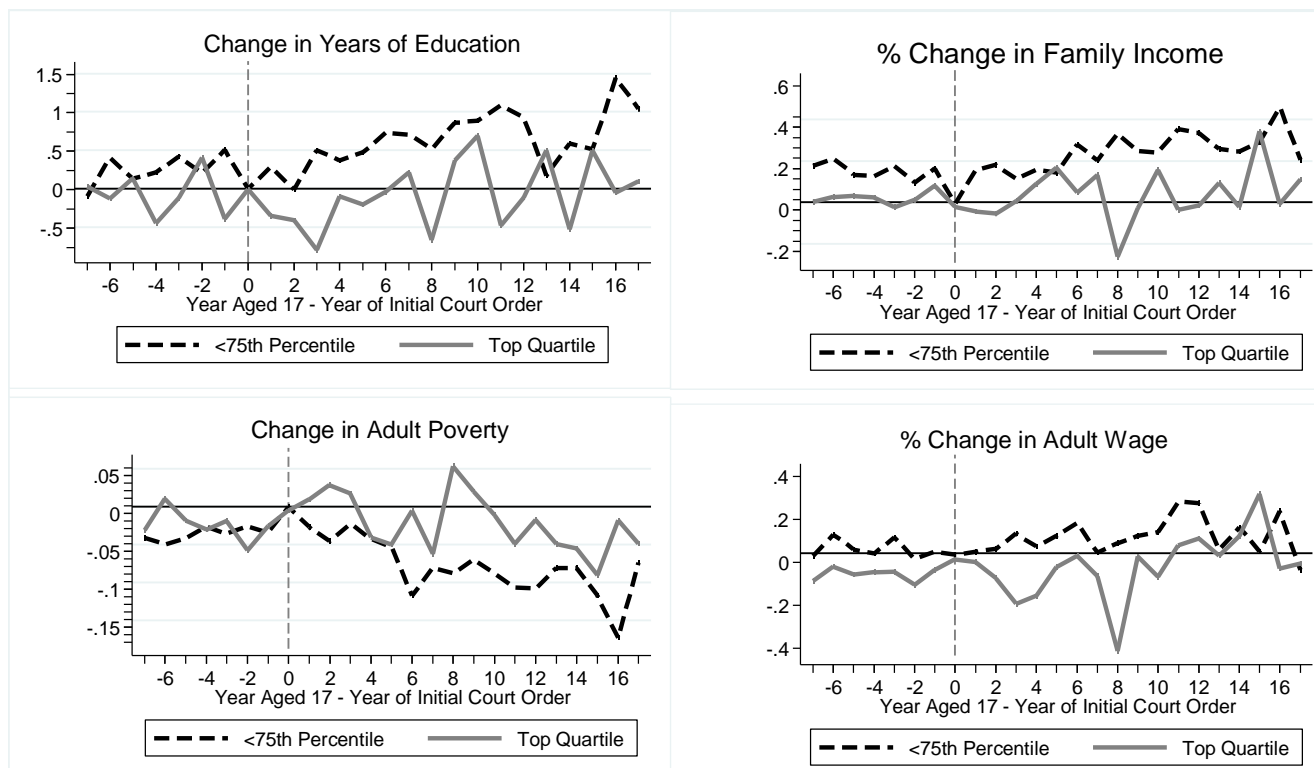 Change in Years of Education
1.5
1
.5
0
-.5
-6 -4 -2 0 2 4 6 8 10 12 14 16
Year Aged 17 - Year of Initial Court Order
<75th Percentile Top Quartile
% Change in Family Income
.6
.4
.2
0
-.2
-6 -4 -2 0 2 4 6 8 10 12 14 16
Year Aged 17 - Year of Initial Court Order
<75th Percentile Top Quartile
Change in Adult Poverty
.05
0
-.05
-.1
-.15
-6 -4 -2 0 2 4 6 8 10 12 14 16
Year Aged 17 - Year of Initial Court Order
<75th Percentile Top Quartile
% Change in Adult Wage
.4
.2
0
-.2
-.4
-6 -4 -2 0 2 4 6 8 10 12 14 16
Year Aged 17 - Year of Initial Court Order
<75th Percentile Top Quartile